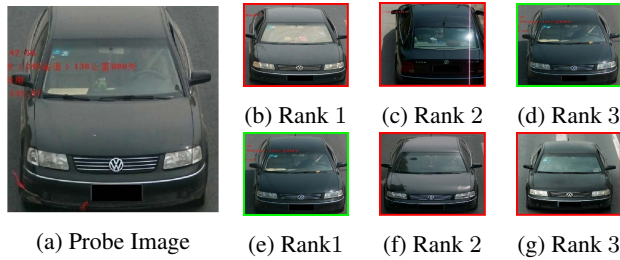 (b) Rank 1
(c) Rank 2
(d) Rank 3
(a) Probe Image
(e) Rank1
(f) Rank 2
(g) Rank 3